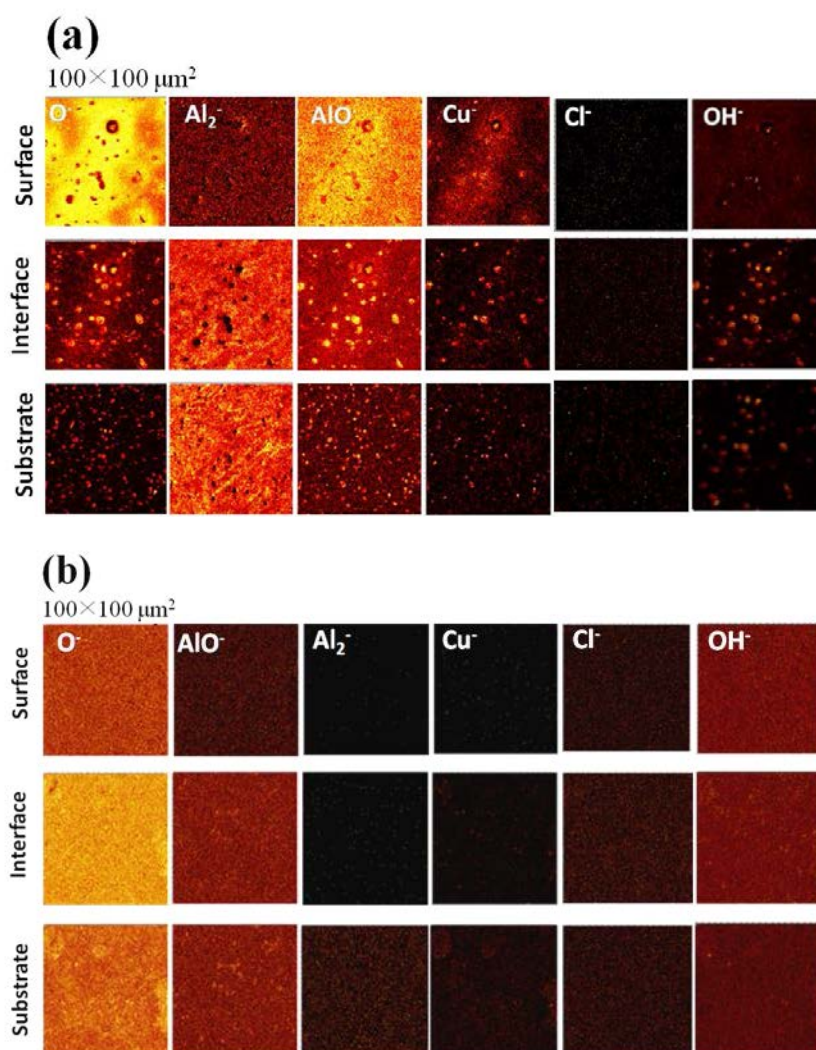 (a)
100×100 μm²
O⁻ Al₂⁻ AlO Cu⁻ Cl⁻ OH⁻
Surface
Interface
Substrate
(b)
100×100 μm²
O⁻ AlO⁻ Al₂⁻ Cu⁻ Cl⁻ OH⁻
Surface
Interface
Substrate